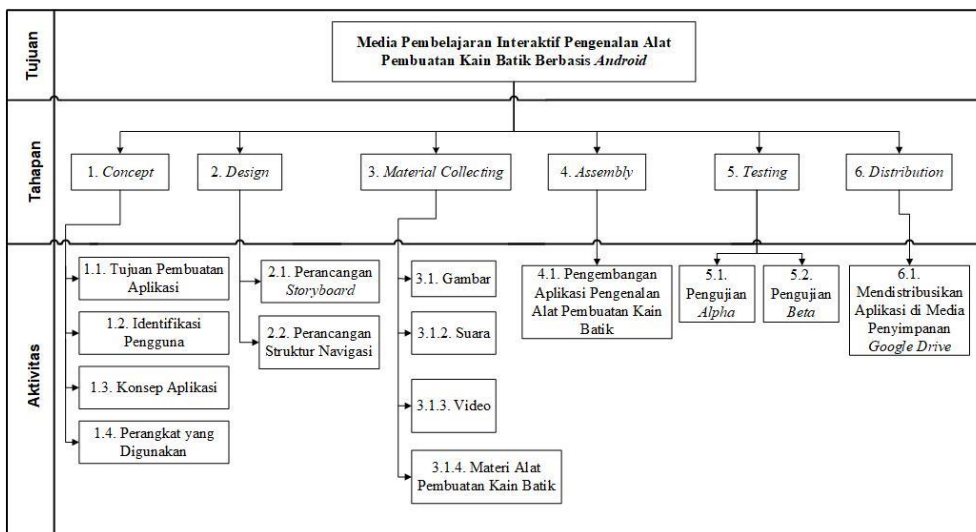 Tujuan
Media Pembelajaran Interaktif Pengenalan Alat
Pembuatan Kain Batik Berbasis Android
Tahapan
1. Concept
2. Design
3. Material Collecting
4. Assembly
5. Testing
6. Distribution
Aktivitas
1.1. Tujuan Pembuatan
Aplikasi
1.2. Identifikasi
Pengguna
1.3. Konsep Aplikasi
1.4. Perangkat yang
Digunakan
2.1. Perancangan
Storyboard
2.2. Perancangan
Struktur Navigasi
3.1. Gambar
3.1.2. Suara
3.1.3. Video
3.1.4. Materi Alat
Pembuatan Kain Batik
4.1. Pengembangan
Aplikasi Pengenalan
Alat Pembuatan Kain
Batik
5.1.
Pengujian
Alpha
5.2.
Pengujian
Beta
6.1.
Mendistribusikan
Aplikasi di Media
Penyimpanan
Google Drive